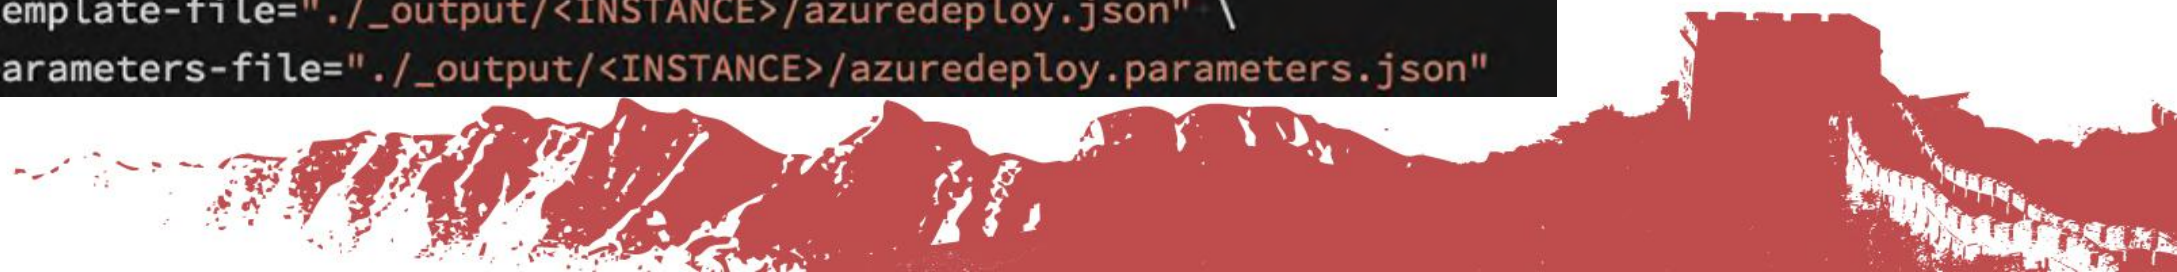 emplate-file="./_output/<INSTANCE>/azuredeploy.json" \
arameters-file="./_output/<INSTANCE>/azuredeploy.parameters.json"